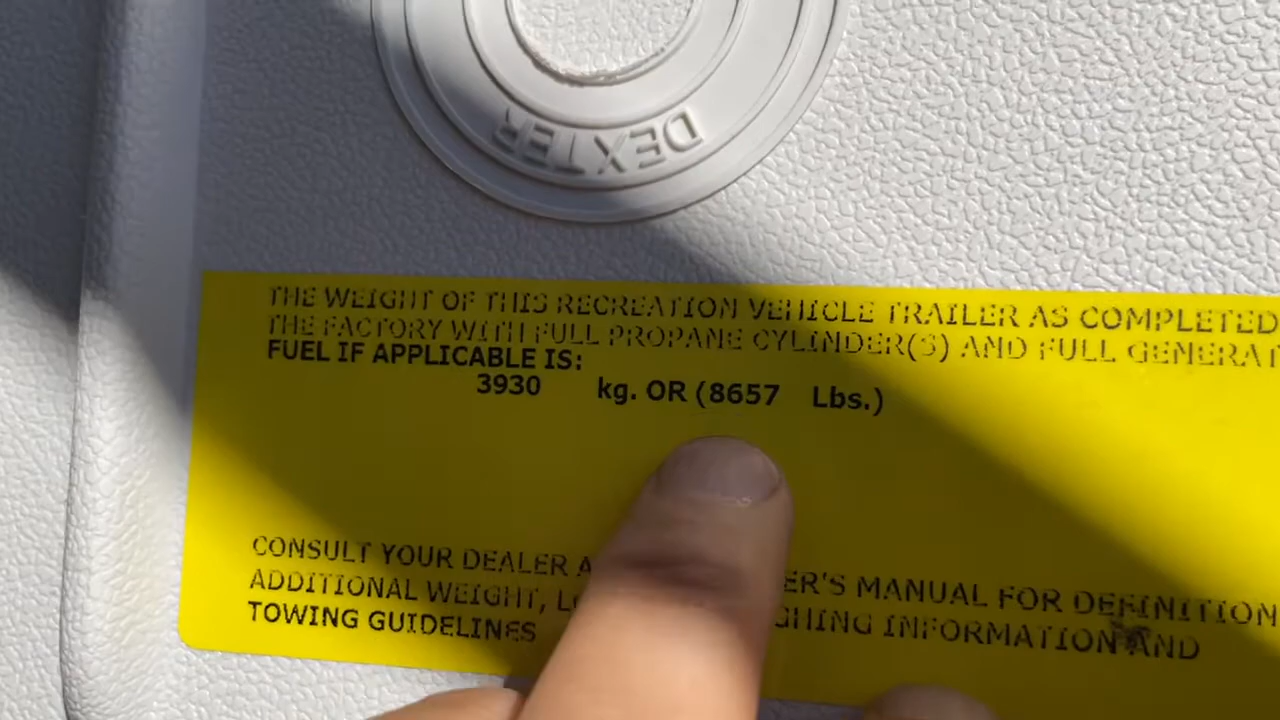 DEXTER
THE WEIGHT OF THIS RECREATION VEHICLE TRAILER AS COMPLETED
THE FACTORY WITH FULL PROPANE CYLINDER(S) AND FULL
FUEL IF APPLICABLE IS:
3930 kg. OR (8657 Lbs.)
CONSULT YOUR DEALER MANUAL FOR DEFINITION
ADDITIONAL WEIGHT, INFORMATION AND
TOWING GUIDELINES